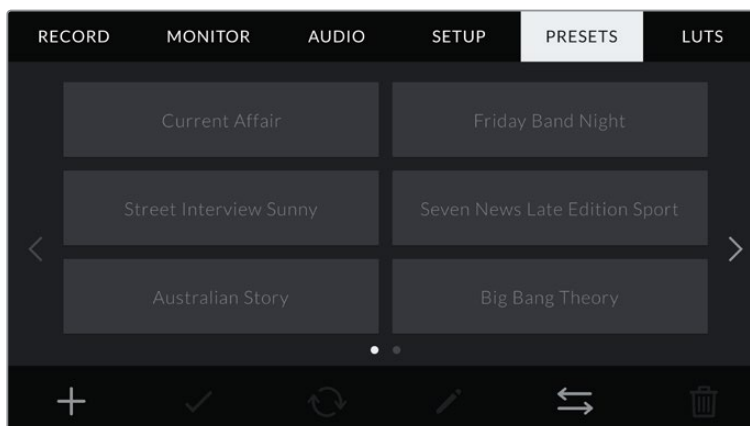 RECORD MONITOR AUDIO SETUP PRESETS LUTS
Current Affair Friday Band Night
Street Interview Sunny Seven News Late Edition Sport
Australian Story Big Bang Theory